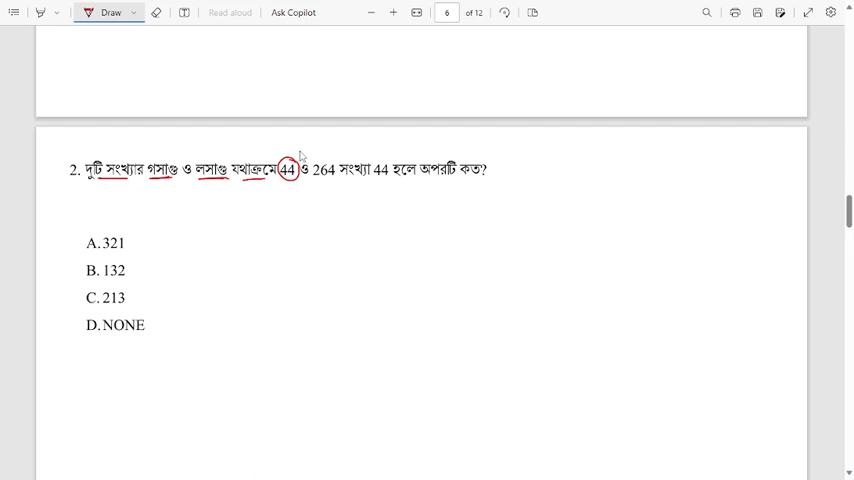 Draw
Read aloud
Ask Copilot
6
of 12
2. দুটি সংখ্যার গসাগু ও লসাগু যথাক্রমে 44 ও 264 সংখ্যা 44 হলে অপরটি কত?
A. 321
B. 132
C. 213
D. NONE